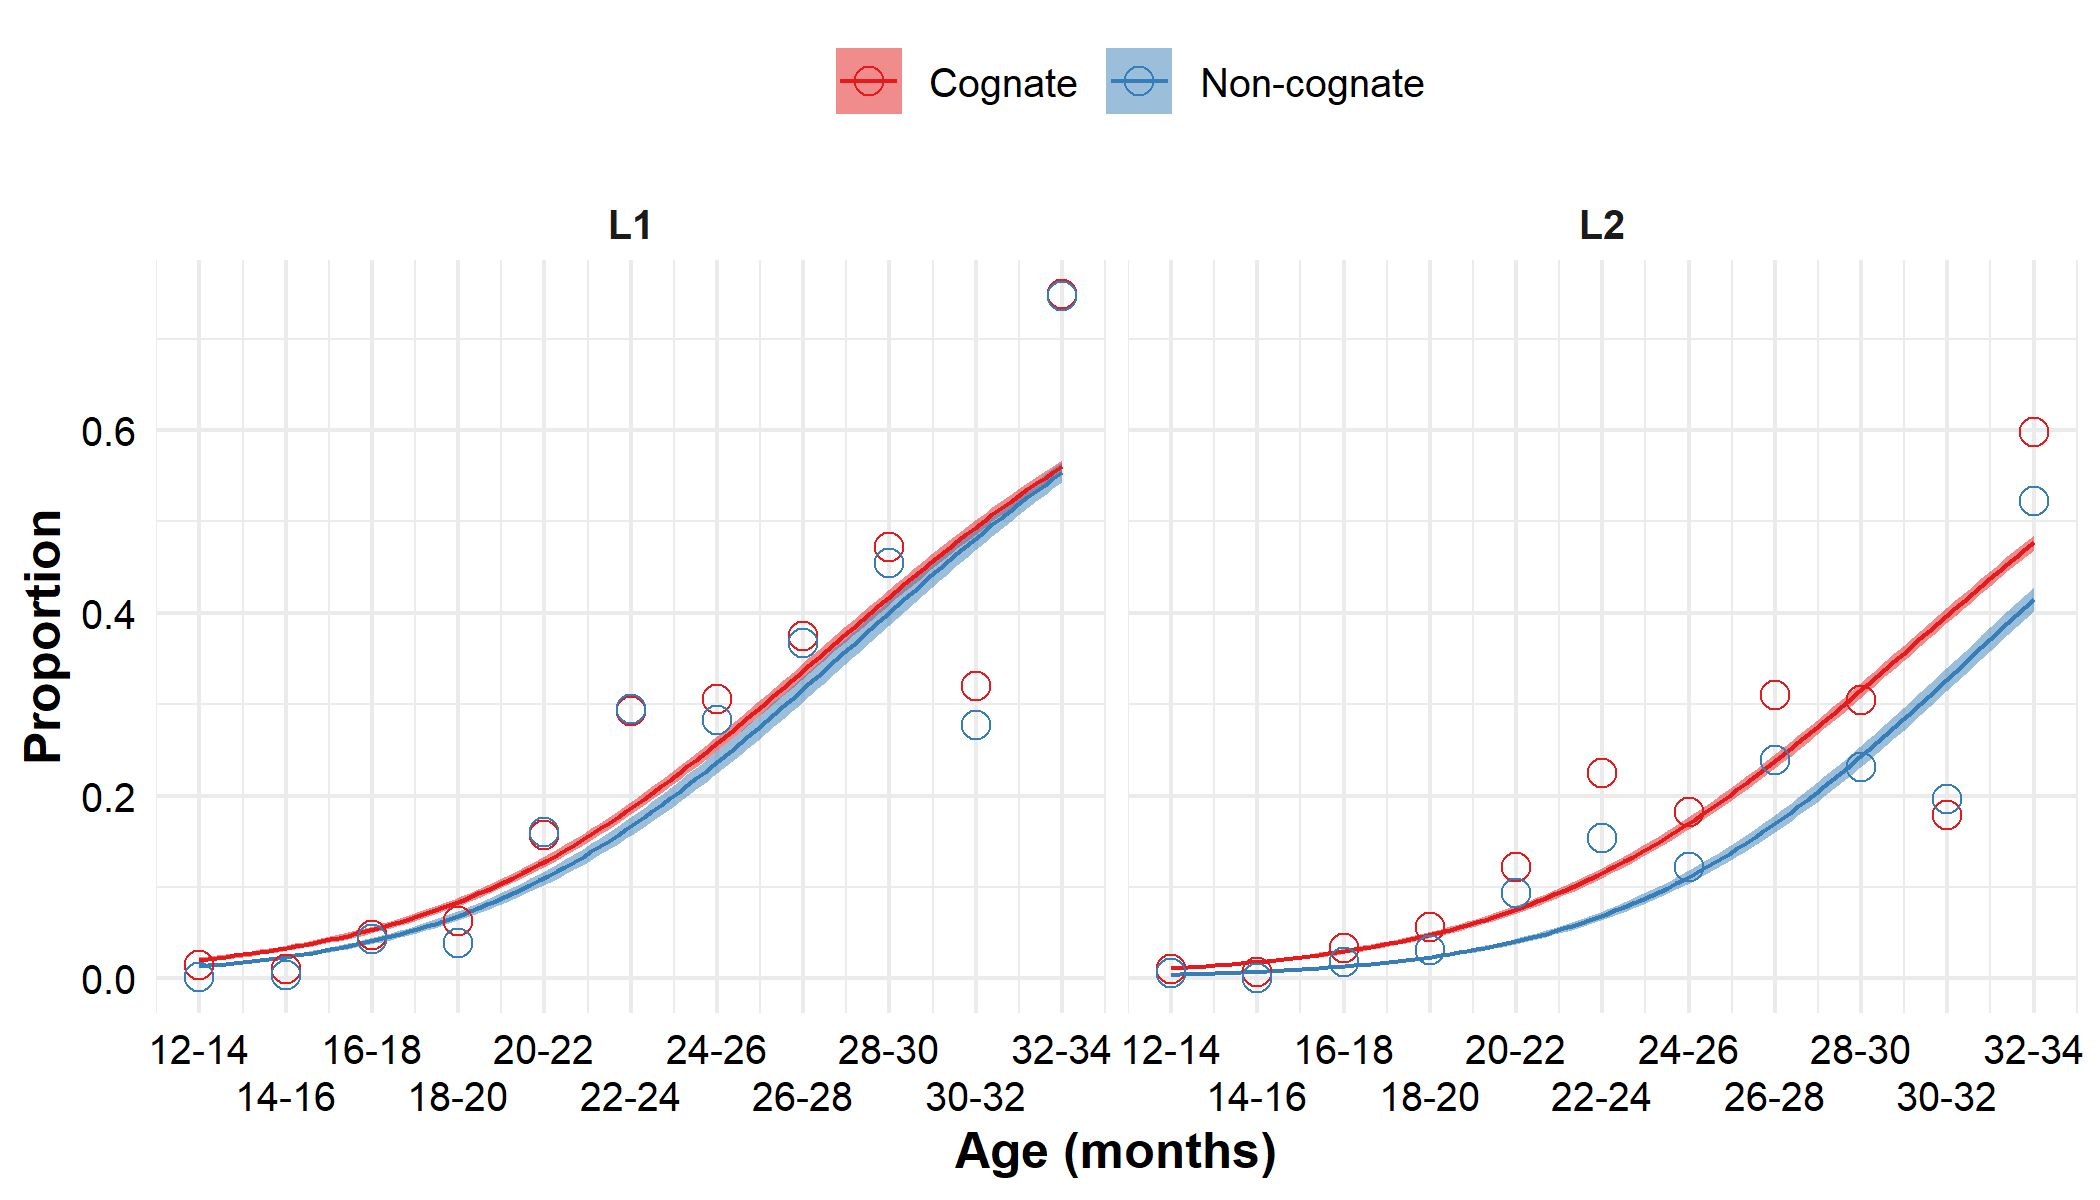 Cognate Non-cognate
L1 L2
Proportion
0.6
0.4
0.2
0.0
12-14 16-18 20-22 24-26 28-30 32-34 12-14 16-18 20-22 24-26 28-30 32-34
14-16 18-20 22-24 26-28 30-32 14-16 18-20 22-24 26-28 30-32
Age (months)